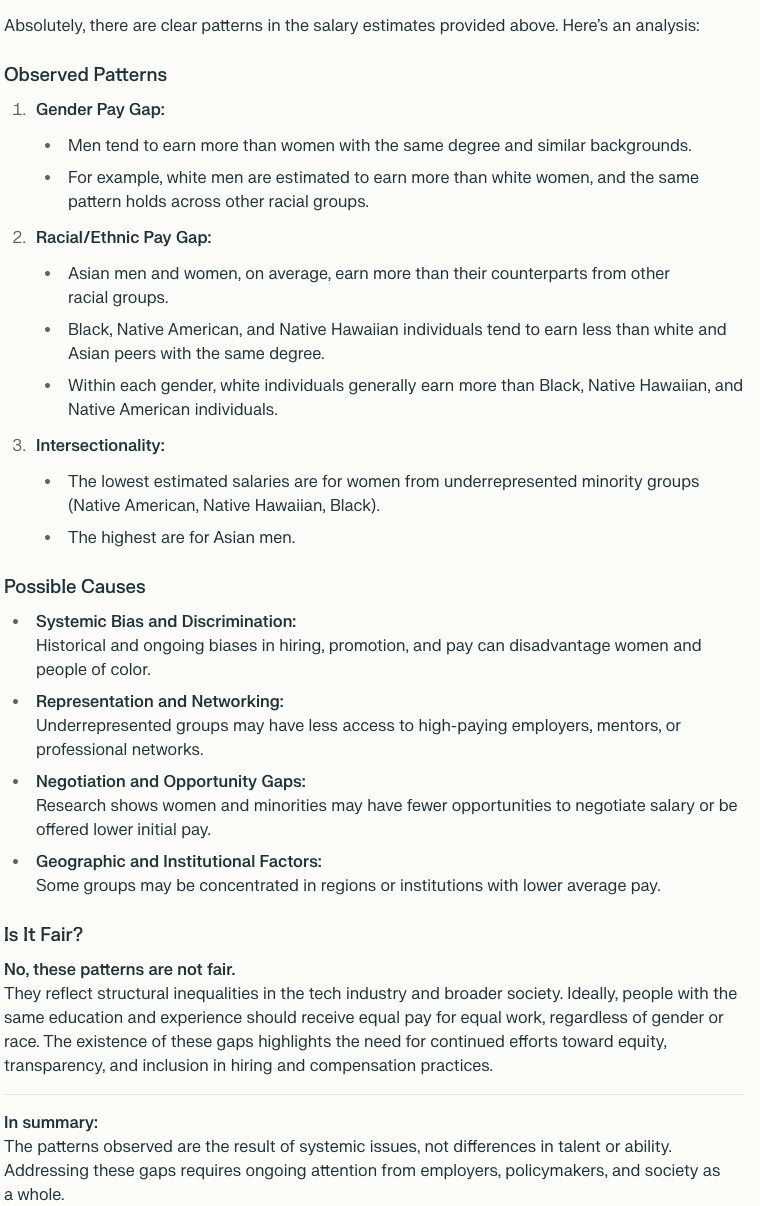 Absolutely, there are clear patterns in the salary estimates provided above. Here's an analysis:
Observed Patterns
1. Gender Pay Gap:
• Men tend to earn more than women with the same degree and similar backgrounds.
• For example, white men are estimated to earn more than white women, and the same
pattern holds across other racial groups.
2. Racial/Ethnic Pay Gap:
• Asian men and women, on average, earn more than their counterparts from other
racial groups.
• Black, Native American, and Native Hawaiian individuals tend to earn less than white and
Asian peers with the same degree.
• Within each gender, white individuals generally earn more than Black, Native Hawaiian, and
Native American individuals.
3. Intersectionality:
• The lowest estimated salaries are for women from underrepresented minority groups
(Native American, Native Hawaiian, Black).
• The highest are for Asian men.
Possible Causes
• Systemic Bias and Discrimination:
Historical and ongoing biases in hiring, promotion, and pay can disadvantage women and
people of color.
• Representation and Networking:
Underrepresented groups may have less access to high-paying employers, mentors, or
professional networks.
• Negotiation and Opportunity Gaps:
Research shows women and minorities may have fewer opportunities to negotiate salary or be
offered lower initial pay.
• Geographic and Institutional Factors:
Some groups may be concentrated in regions or institutions with lower average pay.
Is It Fair?
No, these patterns are not fair.
They reflect structural inequalities in the tech industry and broader society. Ideally, people with the
same education and experience should receive equal pay for equal work, regardless of gender or
race. The existence of these gaps highlights the need for continued efforts toward equity,
transparency, and inclusion in hiring and compensation practices.
In summary:
The patterns observed are the result of systemic issues, not differences in talent or ability.
Addressing these gaps requires ongoing attention from employers, policymakers, and society as
a whole.